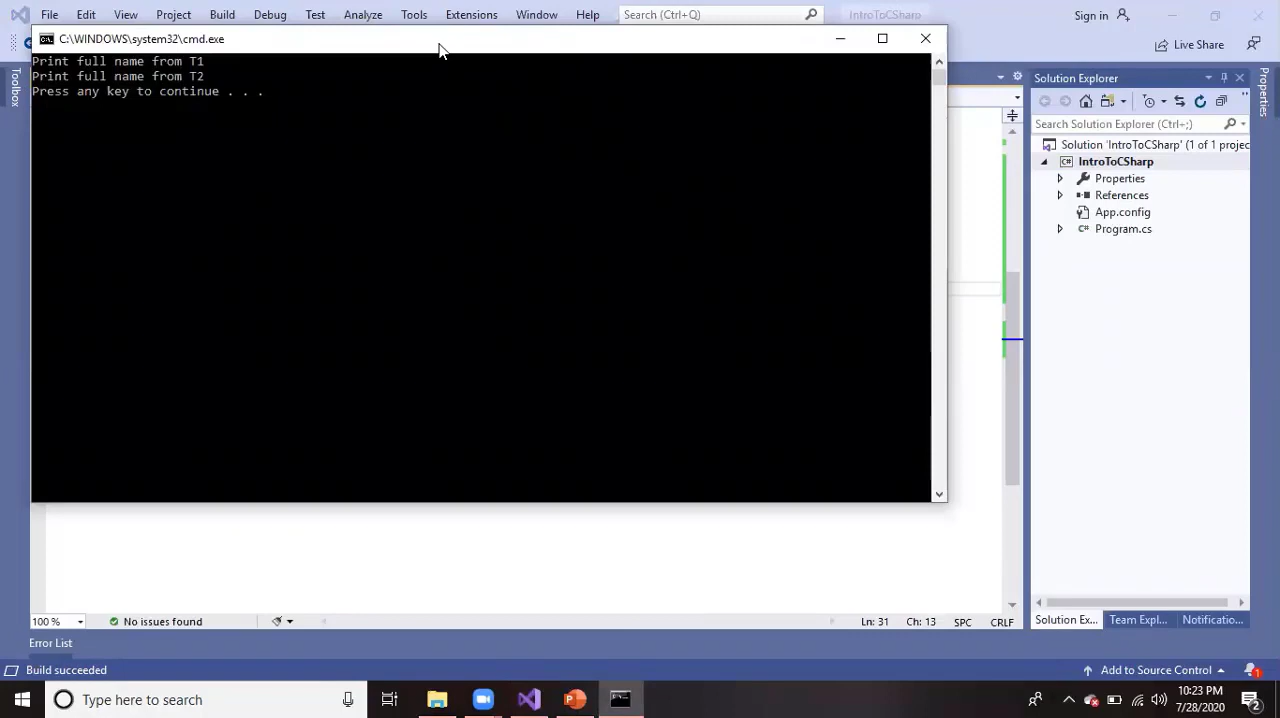 File Edit View Project Build Debug Test Analyze Tools Extensions Window Help Search (Ctrl+Q) IntroToCSharp Sign in
C:\WINDOWS\system32\cmd.exe
Live Share
Print full name from T1
Print full name from T2
Press any key to continue . . .
Toolbox
Solution Explorer
Properties
Search Solution Explorer (Ctrl+;)
Solution 'IntroToCSharp' (1 of 1 projec
IntroToCSharp
Properties
References
App.config
Program.cs
100 % No issues found Ln: 31 Ch: 13 SPC CRLF
Solution Ex... Team Expl... Notificatio...
Error List
Build succeeded Add to Source Control 1
Type here to search
10:23 PM
7/28/2020
2